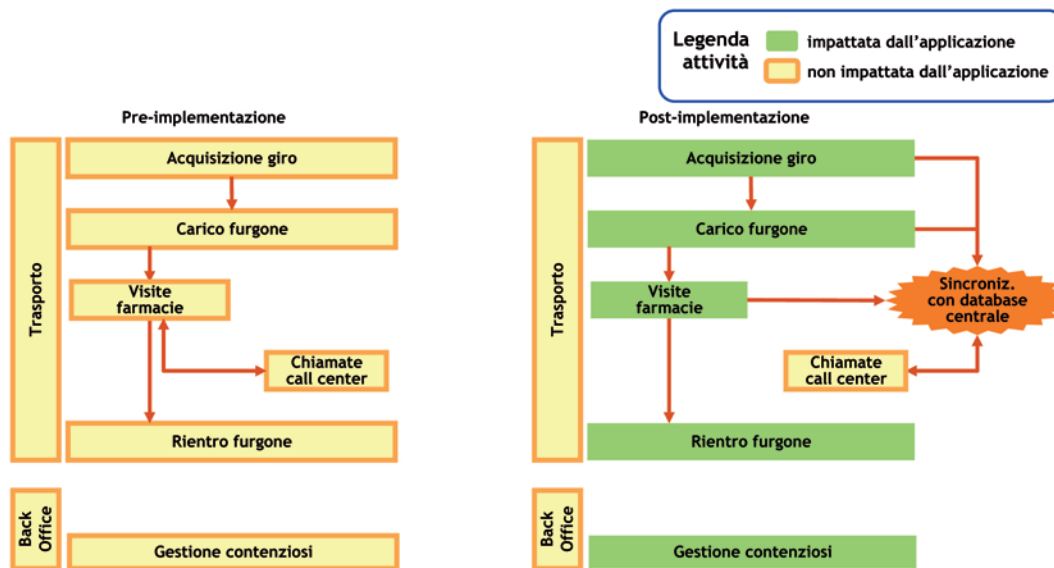 Legenda
attività
impattata dall'applicazione
non impattata dall'applicazione
Pre-implementazione
Trasporto
Acquisizione giro
Carico furgone
Visite
farmacie
Chiamate
call center
Rientro furgone
Back
Office
Gestione contenziosi
Post-implementazione
Trasporto
Acquisizione giro
Carico furgone
Visite
farmacie
Sincroniz.
con database
centrale
Chiamate
call center
Rientro furgone
Back
Office
Gestione contenziosi